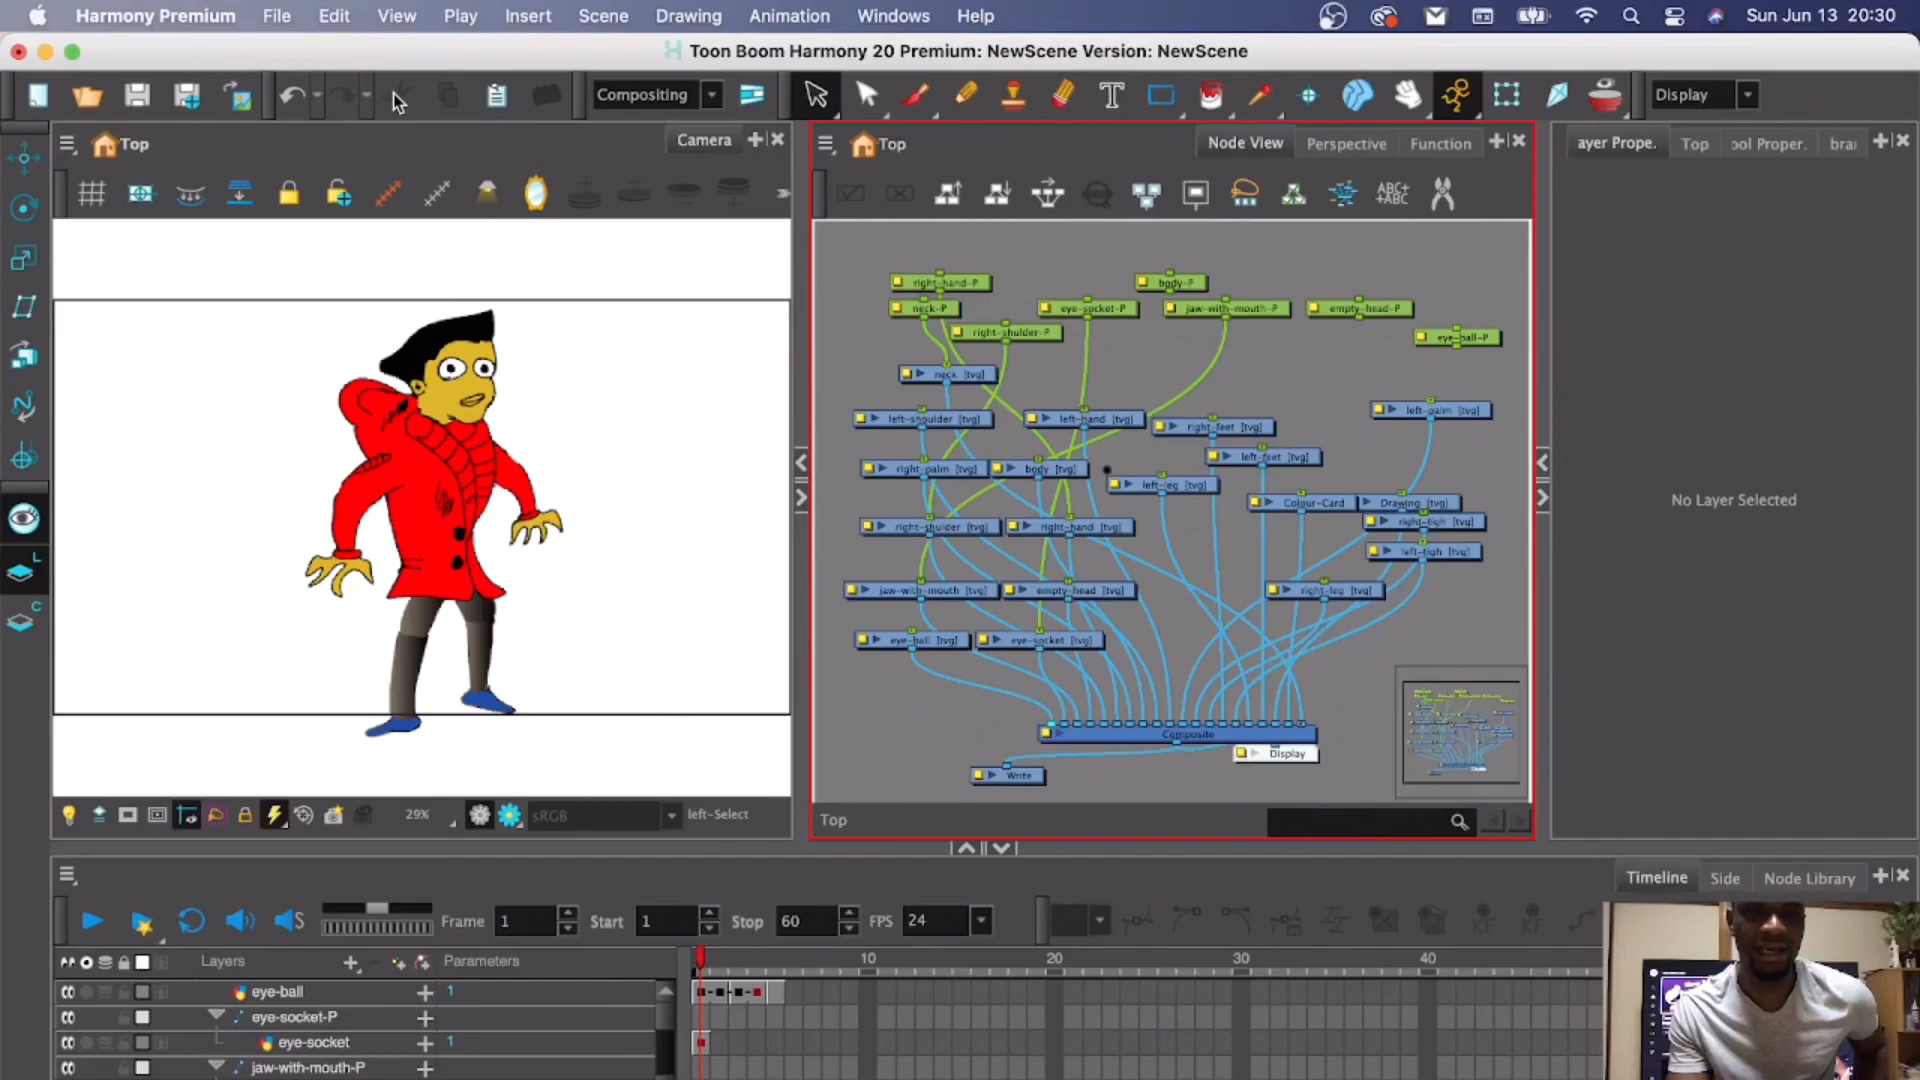 Harmony Premium File Edit View Play Insert Scene Drawing Animation Windows Help Sun Jun 13 20:30
Toon Boom Harmony 20 Premium: NewScene Version: NewScene
Compositing Display
Top Camera
Top Node View Perspective Function
ayer Prope. Top ool Proper. brai
ABC+
+ABC
right-hand-P body-P
neck-P eye-socket-P jaw-with-mouth-P empty-head-P
right-shulder-P eye-ball-P
neck [tvg]
left-shoulder [tvg] left-hand [tvg] right-feet [tvg] left-palm [tvg]
left-feet [tvg]
right-palm [tvg] body [tvg] left-leg [tvg]
Colour-Card Drawing [tvg]
right-shulder [tvg] right-hand [tvg] right-tigh [tvg]
left-tigh [tvg]
jaw-with-mouth [tvg] empty-head [tvg] right-leg [tvg]
eye-ball [tvg] eye-socket [tvg]
Composite
Display
Write
No Layer Selected
29% sRGB left-Select
Top
Timeline Side Node Library
Frame 1 Start 1 Stop 60 FPS 24
Layers Parameters 10 20 30 40
eye-ball 1
eye-socket-P
eye-socket 1
jaw-with-mouth-P
L
C